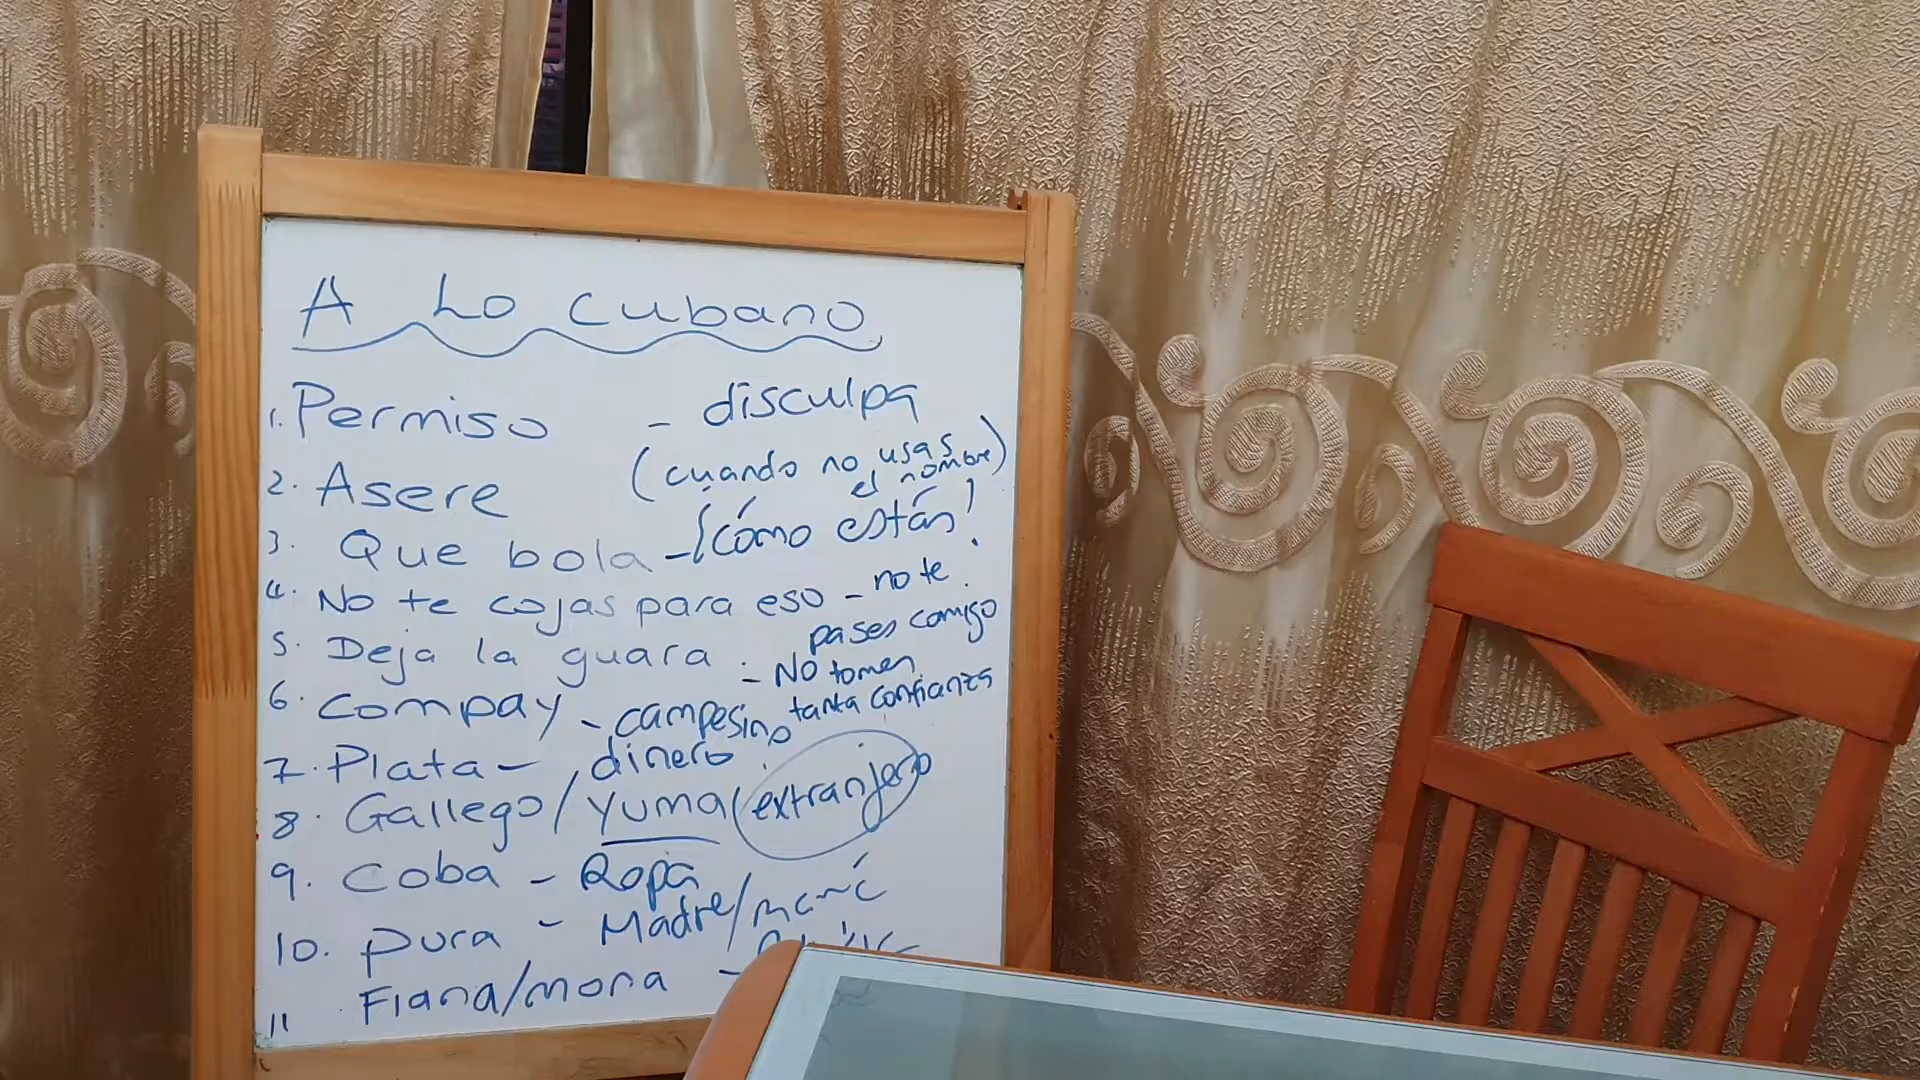 A Lo cubano
1. Permiso - disculpa
2. Asere (cuando no usas el nombre)
3. Que bola - ¿cómo estás?
4. No te cojas para eso - no te pases comigo
5. Deja la guara. - No tomen tanta confianza
6. Compay - campesino
7. Plata - dinero.
8. Gallego/Yuma (extranjero)
9. Coba - Ropa
10. pura - Madre/mamá
11 Fiana/mona -